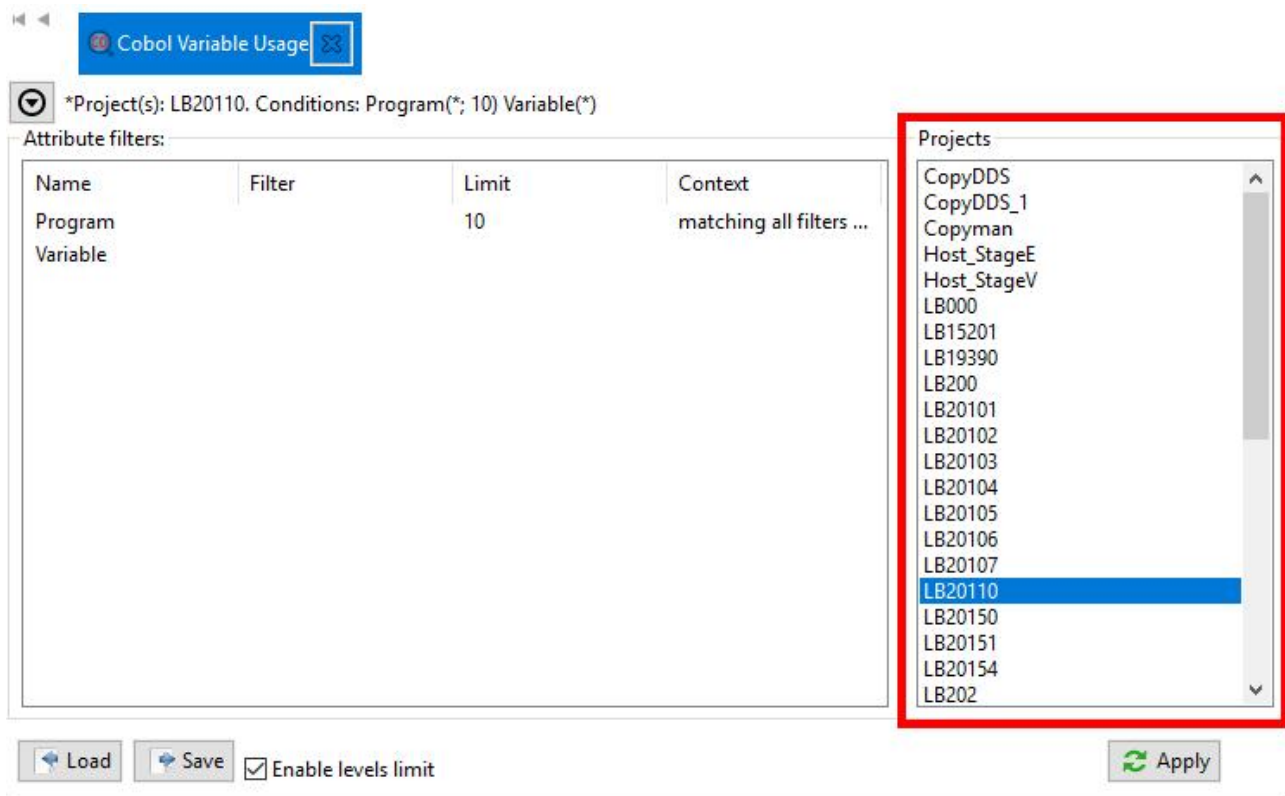 Cobol Variable Usage
*Project(s): LB20110. Conditions: Program(*; 10) Variable(*)
Attribute filters:
Name Filter Limit Context
Program 10 matching all filters ...
Variable
Projects
CopyDDS
CopyDDS_1
Copyman
Host_StageE
Host_StageV
LB000
LB15201
LB19390
LB200
LB20101
LB20102
LB20103
LB20104
LB20105
LB20106
LB20107
LB20110
LB20150
LB20151
LB20154
LB202
Load Save Enable levels limit Apply